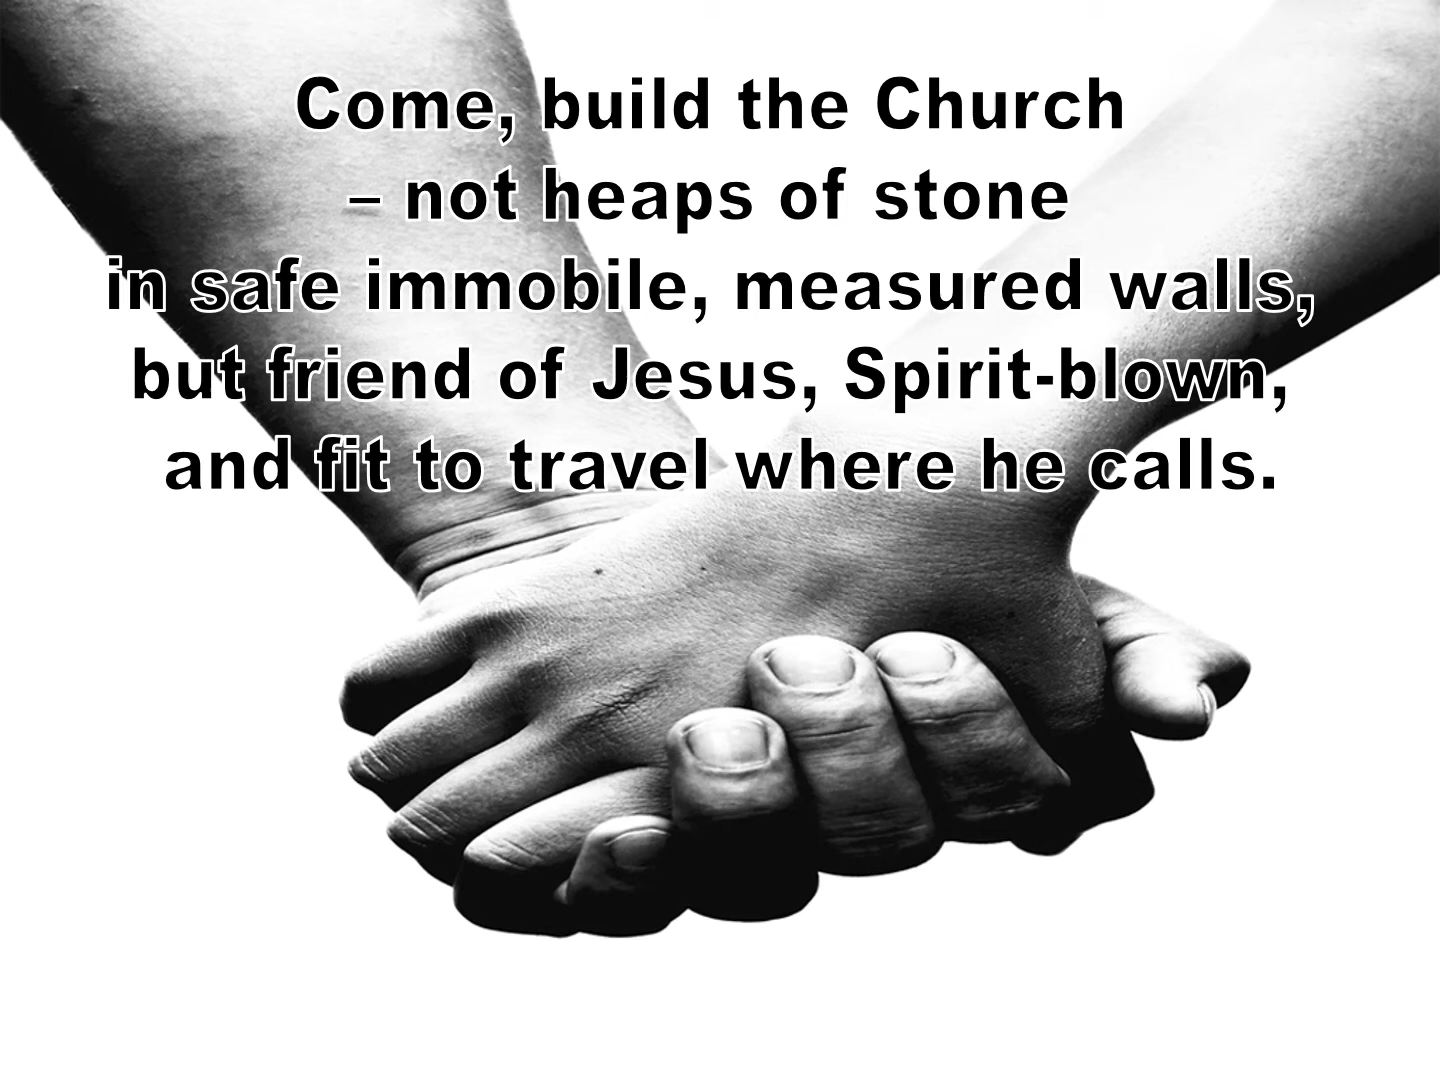 Come, build the Church
– not heaps of stone
in safe immobile, measured walls,
but friend of Jesus, Spirit-blown,
and fit to travel where he calls.